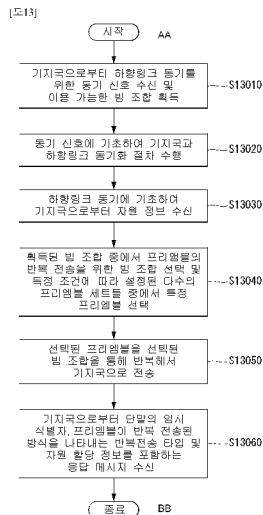 [도13]
시작 AA
기지국으로부터 하향링크 동기를
위한 동기 신호 수신 및
이용 가능한 빔 조합 획득
S13010
동기 신호에 기초하여 기지국과
하향링크 동기화 절차 수행
S13020
하향링크 동기에 기초하여
기지국으로부터 자원 정보 수신
S13030
획득된 빔 조합 중에서 프리앰블의
반복 전송을 위한 빔 조합 선택 및
특정 조건에 따라 설정된 다수의
프리엠블 세트들 중에서 특정
프리엠블 선택
S13040
선택된 프리엠블을 선택된
빔 조합을 통해 반복해서
기지국으로 전송
S13050
기지국으로부터 단말의 임시
식별자, 프리엠블이 반복 전송된
방식을 나타내는 반복전송 타입 및
자원 할당 정보를 포함하는
응답 메시지 수신
S13060
종료 BB